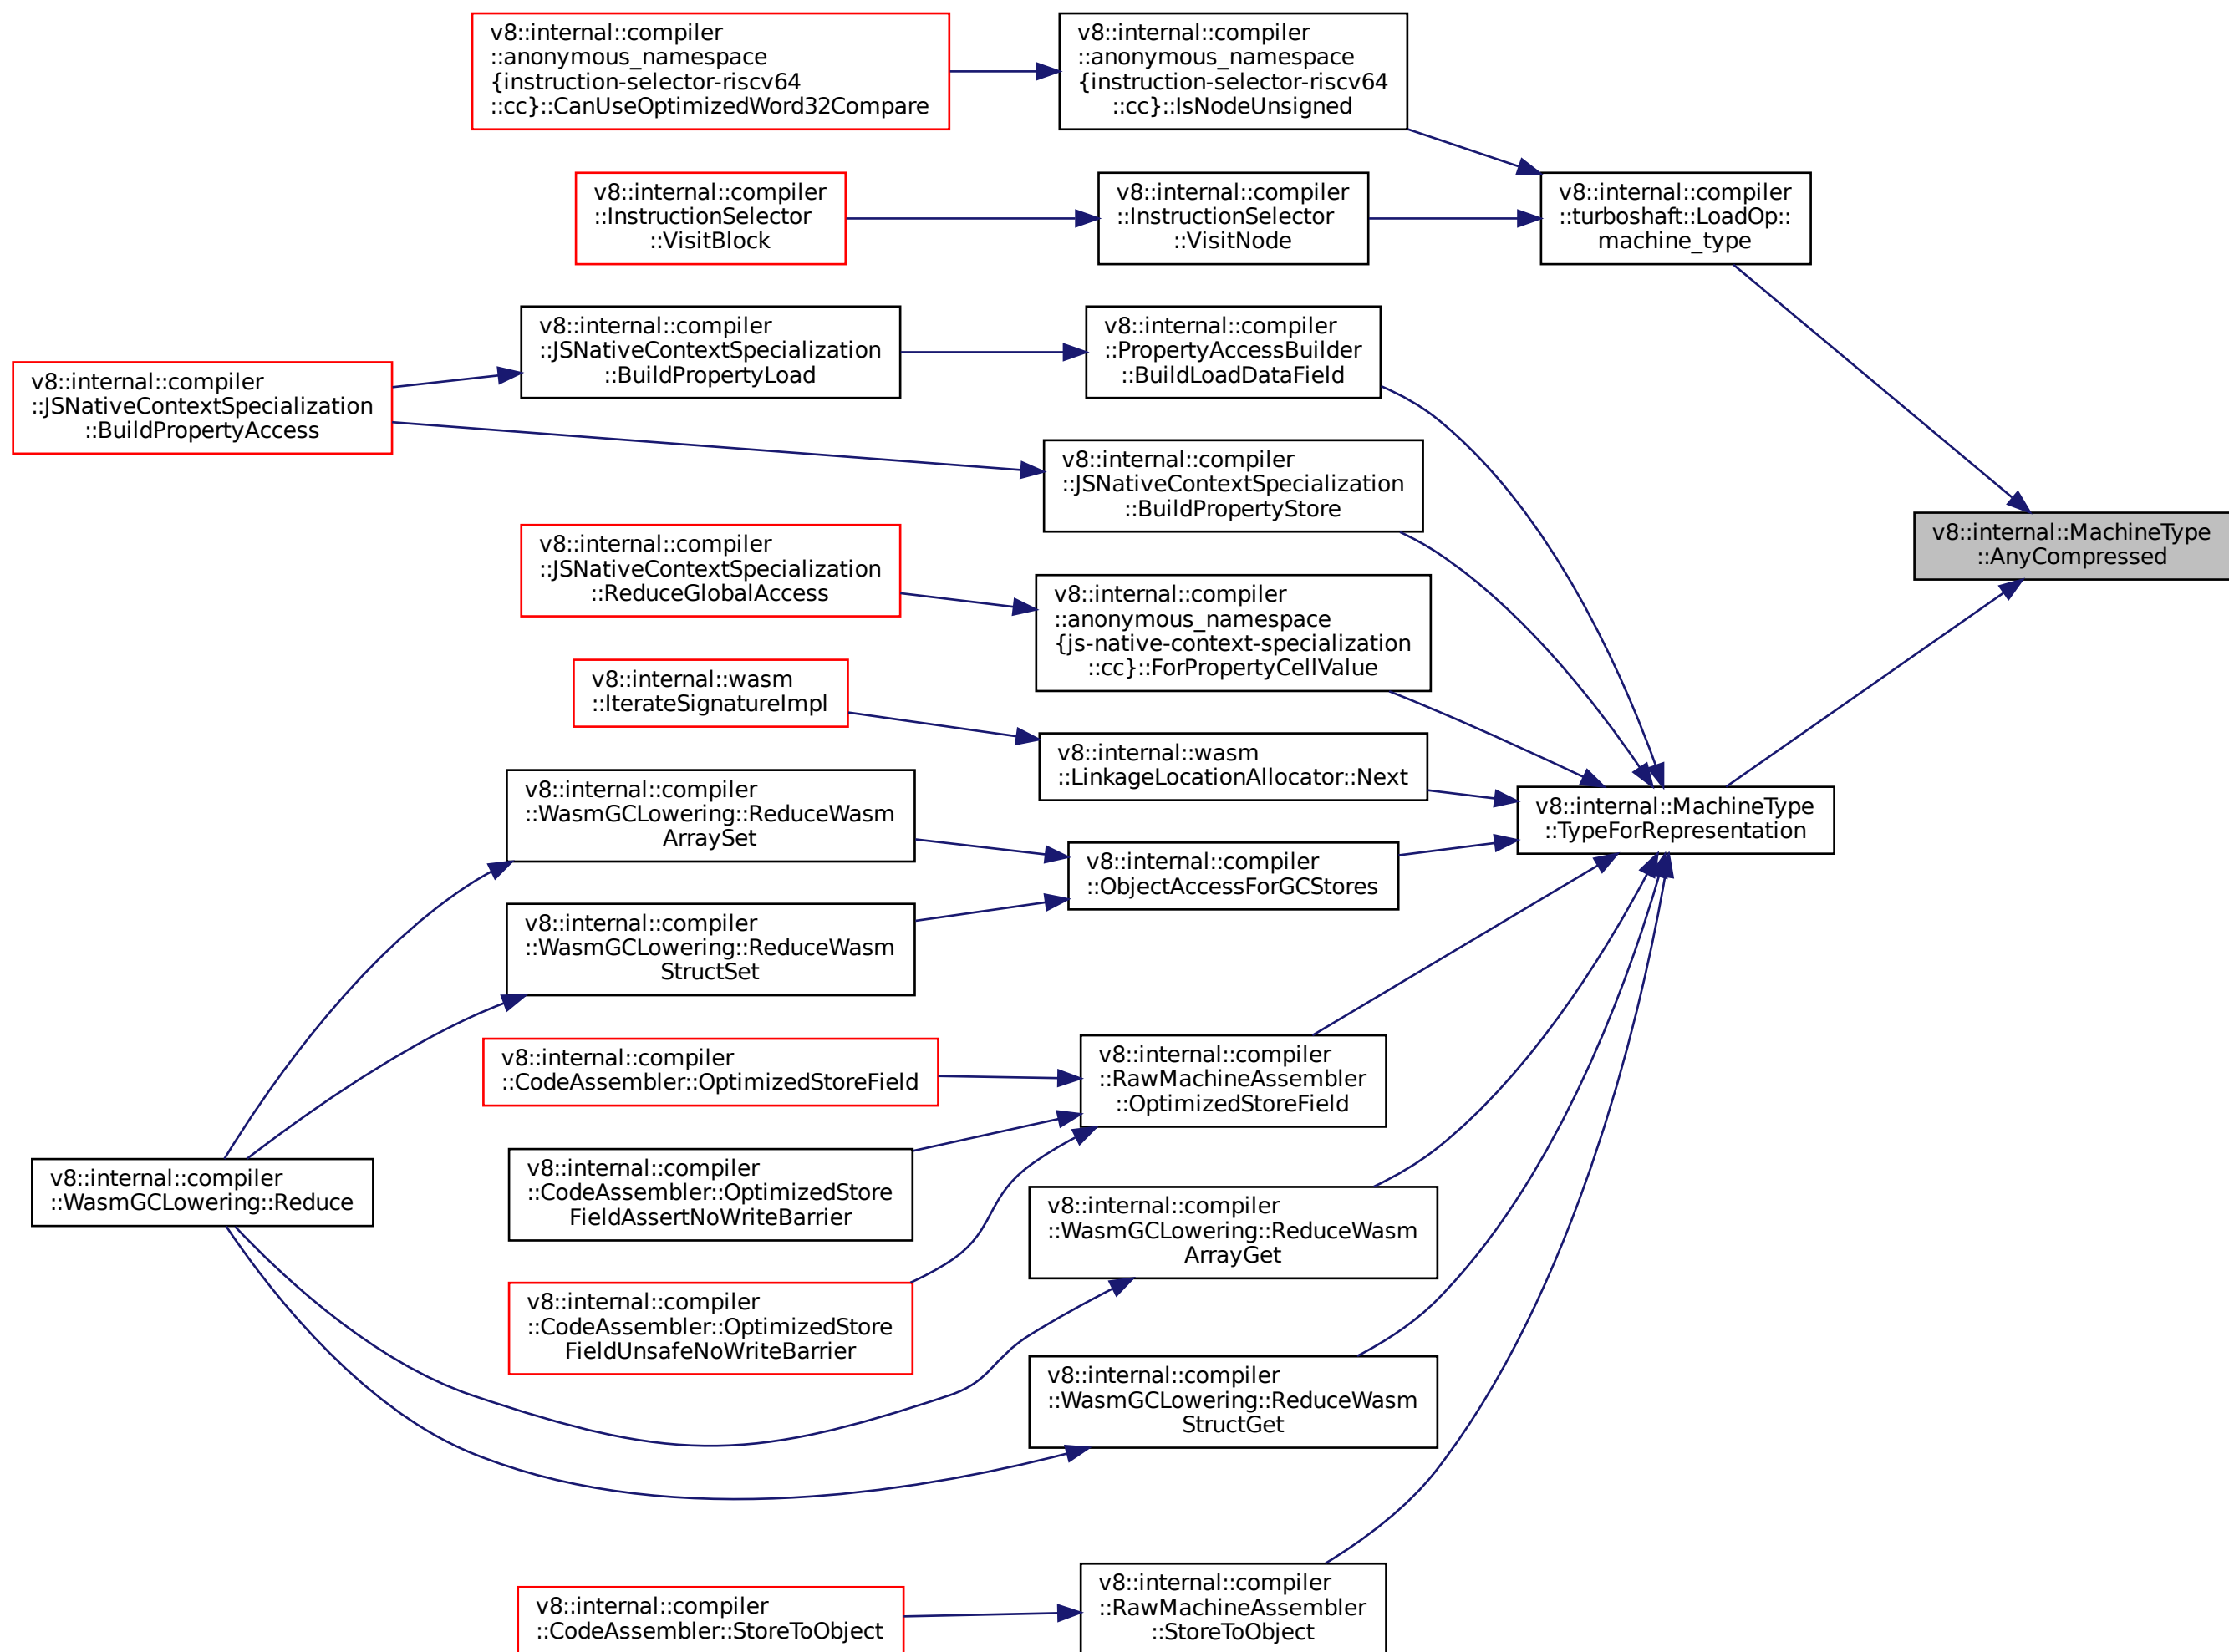 v8::internal::compiler
::anonymous_namespace
{instruction-selector-riscv64
::cc}::CanUseOptimizedWord32Compare
v8::internal::compiler
::anonymous_namespace
{instruction-selector-riscv64
::cc}::IsNodeUnsigned
v8::internal::compiler
::InstructionSelector
::VisitBlock
v8::internal::compiler
::InstructionSelector
::VisitNode
v8::internal::compiler
::turboshaft::LoadOp::
machine_type
v8::internal::compiler
::JSNativeContextSpecialization
::BuildPropertyLoad
v8::internal::compiler
::PropertyAccessBuilder
::BuildLoadDataField
v8::internal::compiler
::JSNativeContextSpecialization
::BuildPropertyAccess
v8::internal::compiler
::JSNativeContextSpecialization
::BuildPropertyStore
v8::internal::MachineType
::AnyCompressed
v8::internal::compiler
::JSNativeContextSpecialization
::ReduceGlobalAccess
v8::internal::compiler
::anonymous_namespace
{js-native-context-specialization
::cc}::ForPropertyCellValue
v8::internal::wasm
::IterateSignatureImpl
v8::internal::wasm
::LinkageLocationAllocator::Next
v8::internal::MachineType
::TypeForRepresentation
v8::internal::compiler
::WasmGCLowering::ReduceWasm
ArraySet
v8::internal::compiler
::ObjectAccessForGCStores
v8::internal::compiler
::WasmGCLowering::ReduceWasm
StructSet
v8::internal::compiler
::CodeAssembler::OptimizedStoreField
v8::internal::compiler
::RawMachineAssembler
::OptimizedStoreField
v8::internal::compiler
::WasmGCLowering::Reduce
v8::internal::compiler
::CodeAssembler::OptimizedStore
FieldAssertNoWriteBarrier
v8::internal::compiler
::WasmGCLowering::ReduceWasm
ArrayGet
v8::internal::compiler
::CodeAssembler::OptimizedStore
FieldUnsafeNoWriteBarrier
v8::internal::compiler
::WasmGCLowering::ReduceWasm
StructGet
v8::internal::compiler
::CodeAssembler::StoreToObject
v8::internal::compiler
::RawMachineAssembler
::StoreToObject